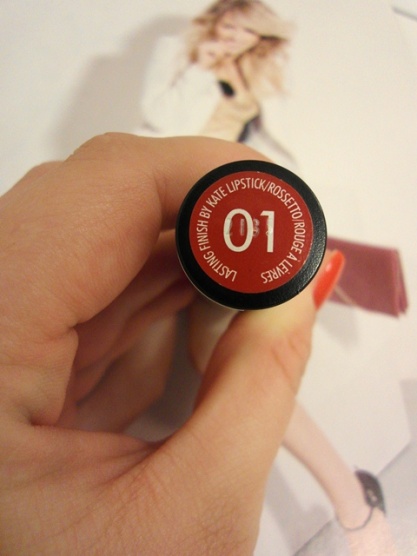 LASTING FINISH BY KATE LIPSTICK/ROSSETTO/ROUGE À LEVRES
01